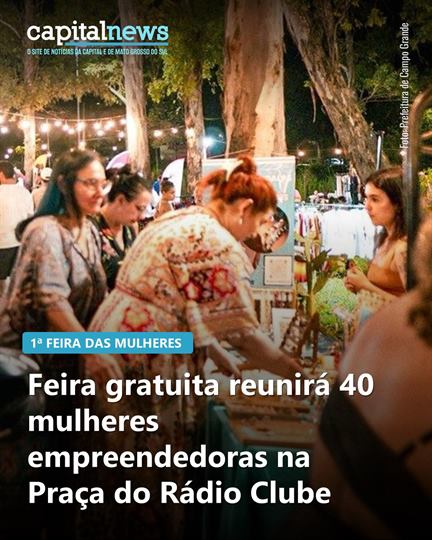 capitalnews
O SITE DE NOTÍCIAS DA CAPITAL E DE MATO GROSSO DO SUL
Foto: Prefeitura de Campo Grande
1ª FEIRA DAS MULHERES
Feira gratuita reunirá 40
mulheres
empreendedoras na
Praça do Rádio Clube